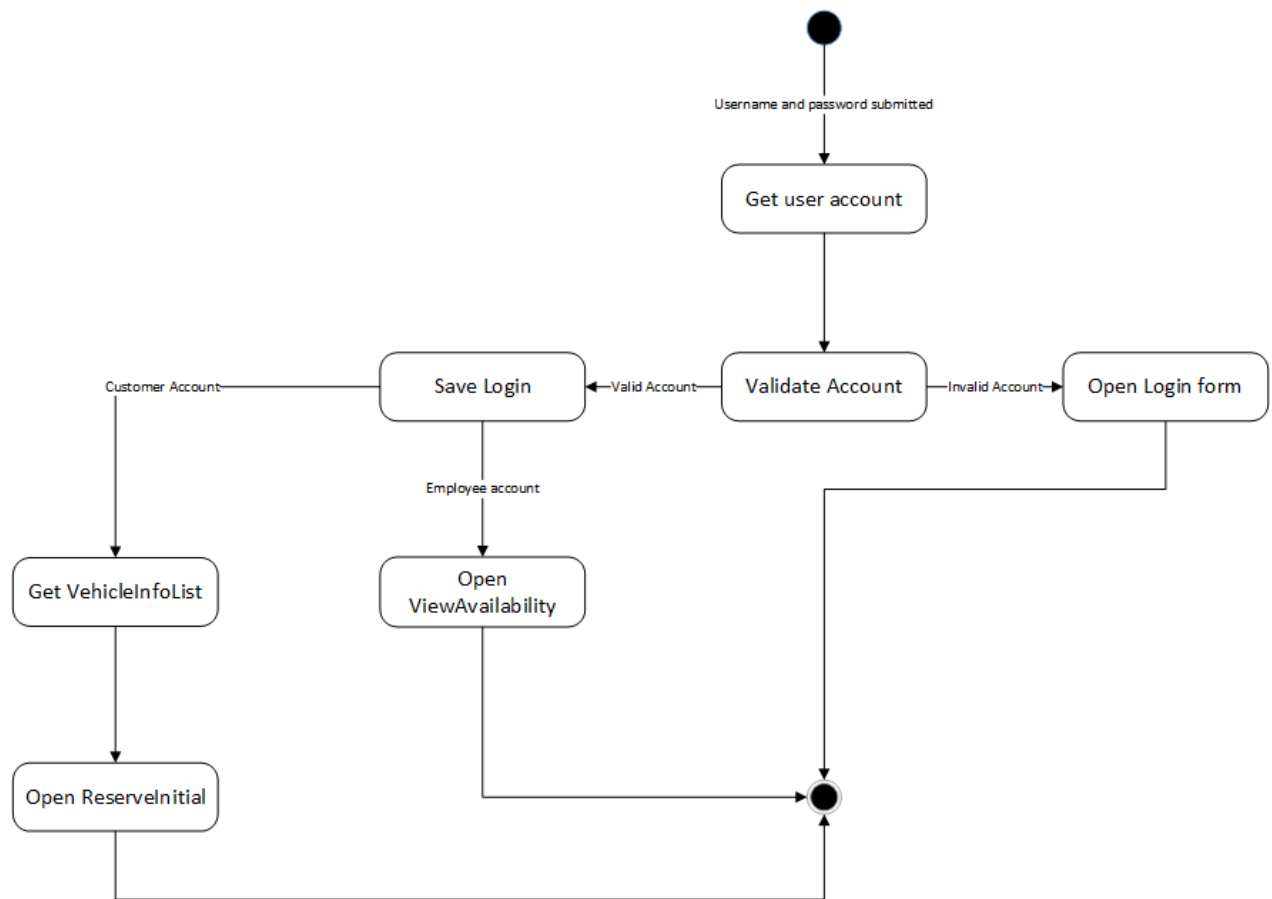 Username and password submitted
Get user account
Customer Account
Save Login
Valid Account
Validate Account
Invalid Account
Open Login form
Employee account
Get VehicleInfoList
Open
ViewAvailability
Open ReserveInitial